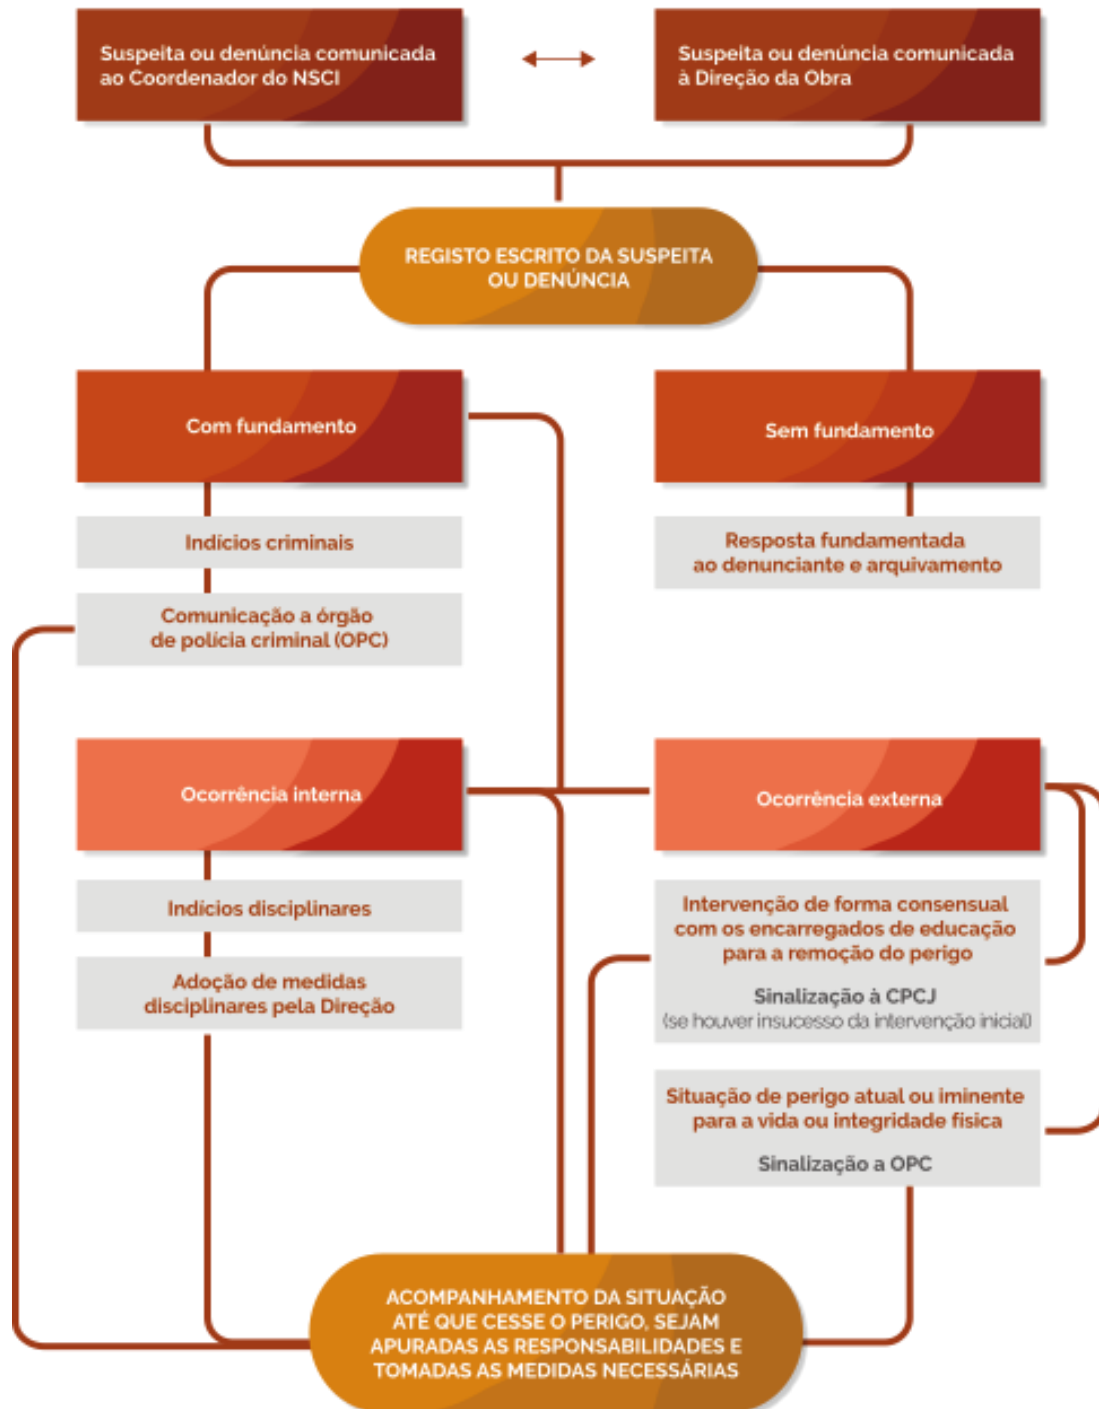 Suspeita ou denúncia comunicada
ao Coordenador do NSCI
Suspeita ou denúncia comunicada
à Direção da Obra
REGISTO ESCRITO DA SUSPEITA
OU DENÚNCIA
Com fundamento
Sem fundamento
Indícios criminais
Resposta fundamentada
ao denunciante e arquivamento
Comunicação a órgão
de polícia criminal (OPC)
Ocorrência interna
Ocorrência externa
Indícios disciplinares
Adoção de medidas
disciplinares pela Direção
Intervenção de forma consensual
com os encarregados de educação
para a remoção do perigo
Sinalização à CPCJ
(se houver insucesso da intervenção inicial)
Situação de perigo atual ou iminente
para a vida ou integridade física
Sinalização a OPC
ACOMPANHAMENTO DA SITUAÇÃO
ATÉ QUE CESSE O PERIGO, SEJAM
APURADAS AS RESPONSABILIDADES E
TOMADAS AS MEDIDAS NECESSÁRIAS